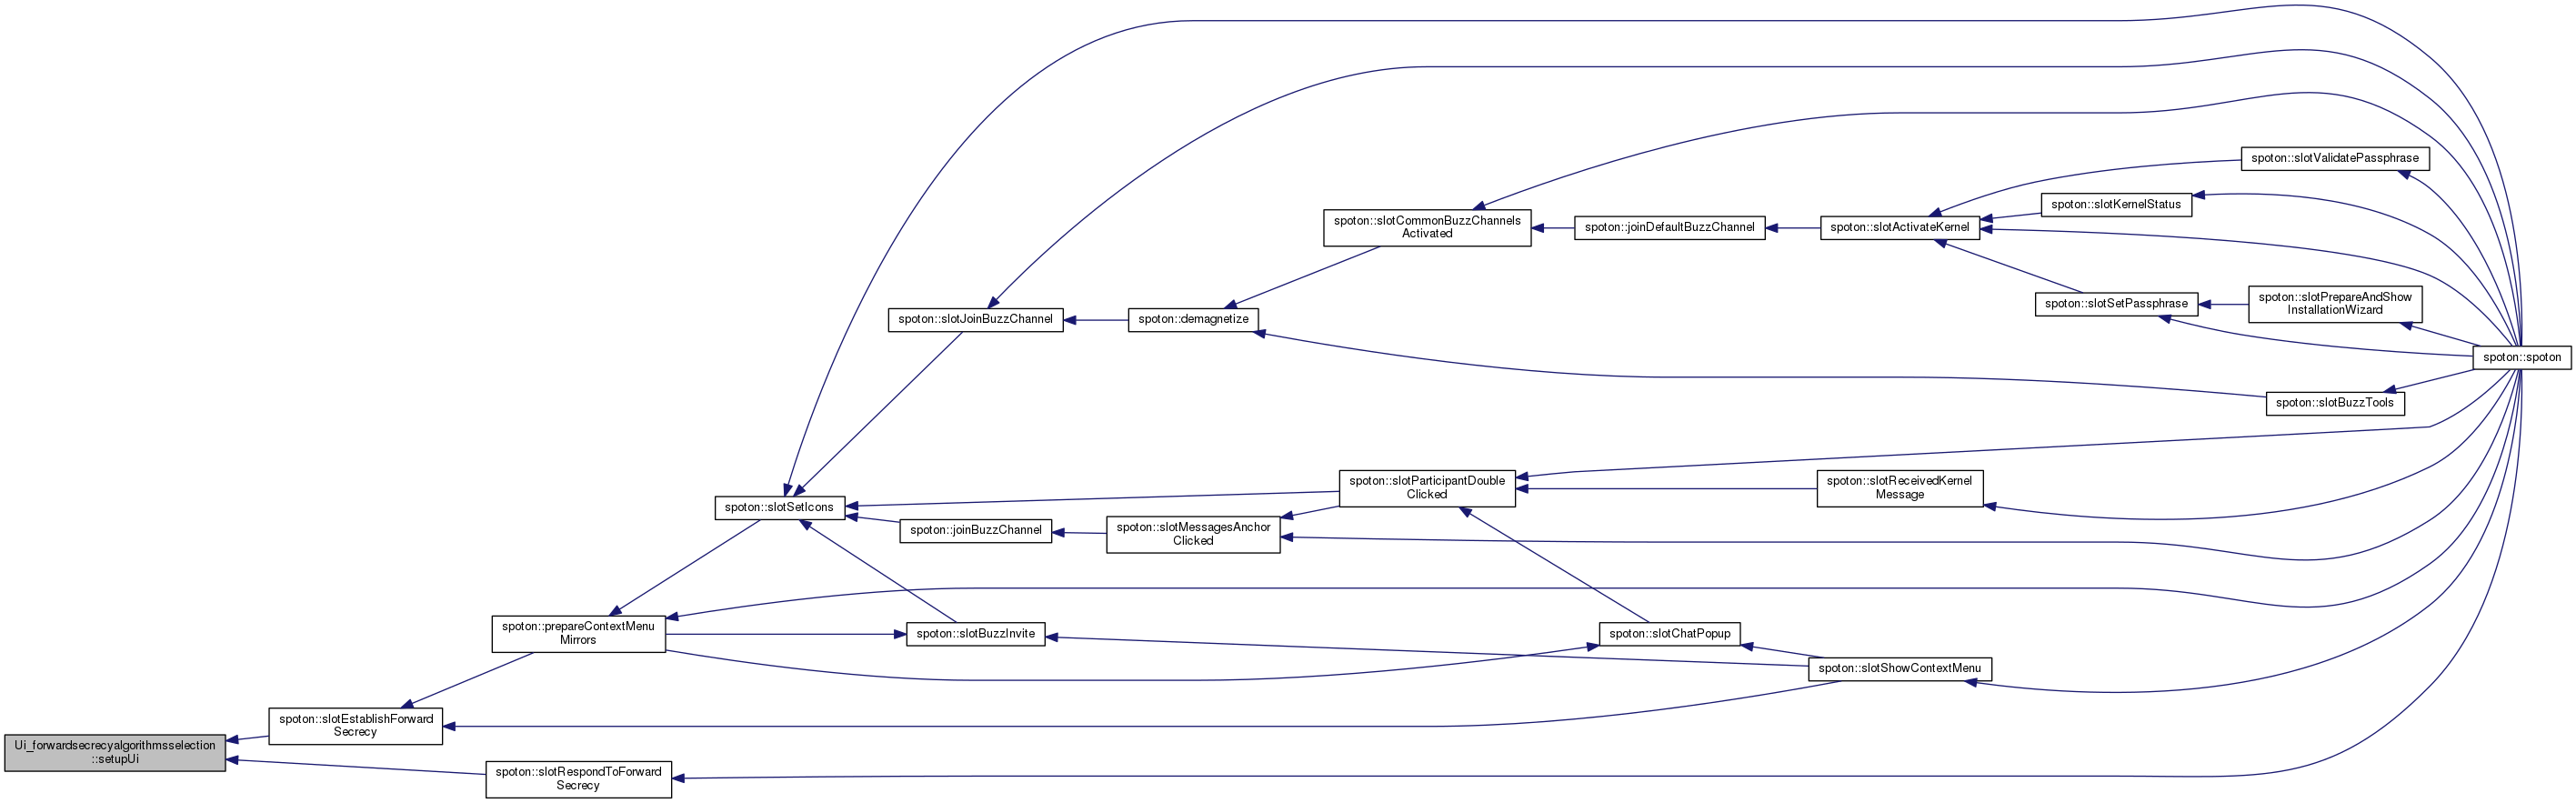 spoton::slotValidatePassphrase
spoton::slotKernelStatus
spoton::slotCommonBuzzChannels
Activated
spoton::joinDefaultBuzzChannel
spoton::slotActivateKernel
spoton::slotSetPassphrase
spoton::slotPrepareAndShow
InstallationWizard
spoton::slotJoinBuzzChannel
spoton::demagnetize
spoton::spoton
spoton::slotBuzzTools
spoton::slotParticipantDouble
Clicked
spoton::slotReceivedKernel
Message
spoton::slotSetIcons
spoton::joinBuzzChannel
spoton::slotMessagesAnchor
Clicked
spoton::prepareContextMenu
Mirrors
spoton::slotBuzzInvite
spoton::slotChatPopup
spoton::slotShowContextMenu
spoton::slotEstablishForward
Secrecy
Ui_forwardsecrecyalgorithmsselection
::setupUi
spoton::slotRespondToForward
Secrecy